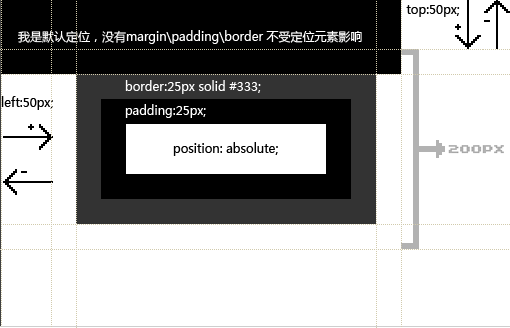 top:50px;
+
-
我是默认定位，没有margin\padding\border 不受定位元素影响
border:25px solid #333;
left:50px;
padding:25px;
+
position: absolute;
200PX
-